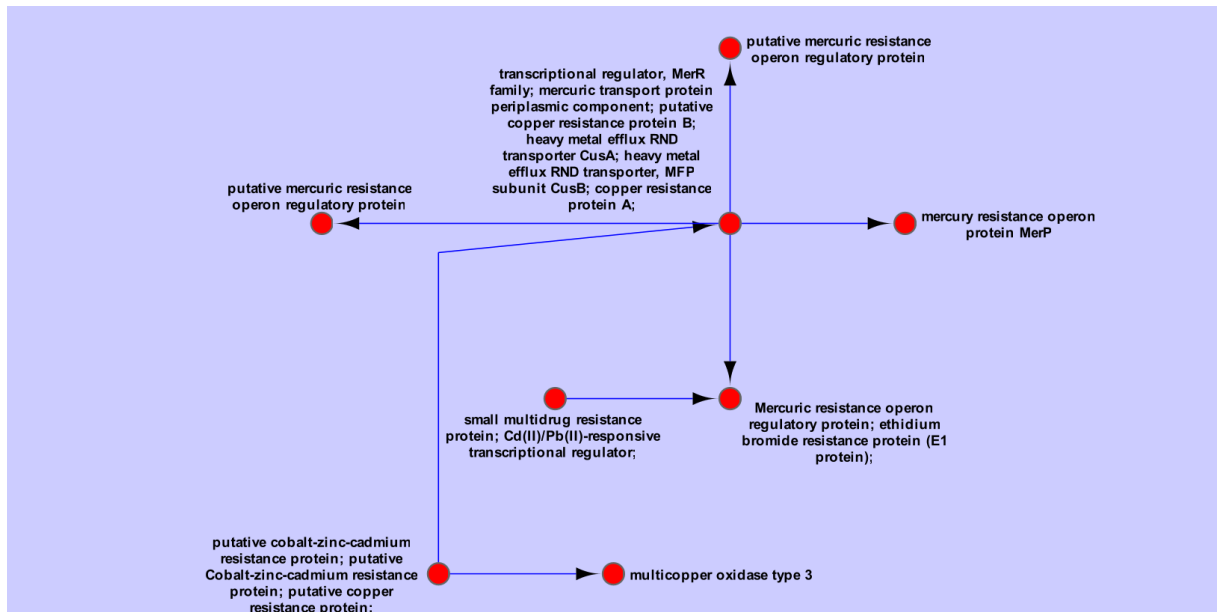 putative mercuric resistance
operon regulatory protein
transcriptional regulator, MerR
family; mercuric transport protein
periplasmic component; putative
copper resistance protein B;
heavy metal efflux RND
transporter CusA; heavy metal
efflux RND transporter, MFP
subunit CusB; copper resistance
protein A;
putative mercuric resistance
operon regulatory protein
mercury resistance operon
protein MerP
small multidrug resistance
protein; Cd(II)/Pb(II)-responsive
transcriptional regulator;
Mercuric resistance operon
regulatory protein; ethidium
bromide resistance protein (E1
protein);
putative cobalt-zinc-cadmium
resistance protein; putative
Cobalt-zinc-cadmium resistance
protein; putative copper
resistance protein;
multicopper oxidase type 3